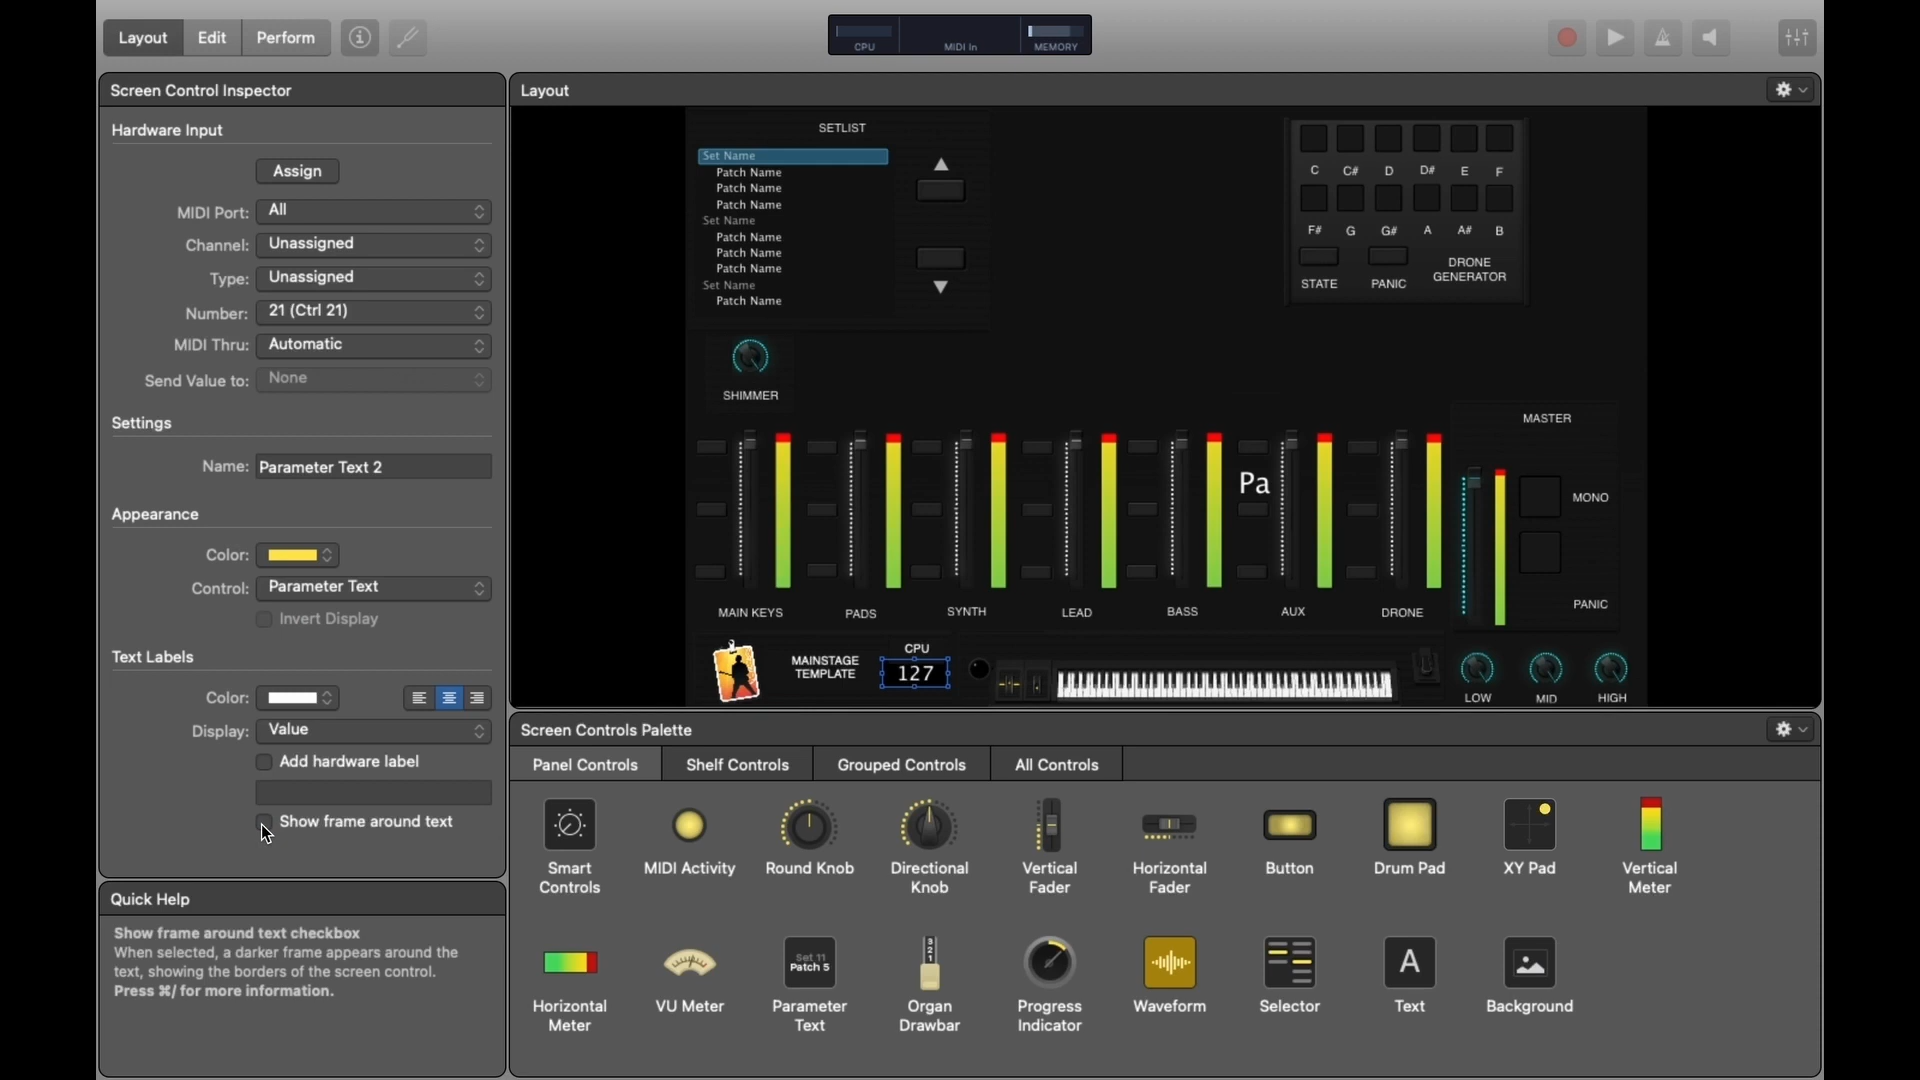 Layout
Edit
Perform
CPU
MIDI In
MEMORY
Screen Control Inspector
Hardware Input
Assign
MIDI Port: All
Channel: Unassigned
Type: Unassigned
Number: 21 (Ctrl 21)
MIDI Thru: Automatic
Send Value to: None
Settings
Name: Parameter Text 2
Appearance
Color:
Control: Parameter Text
Invert Display
Text Labels
Color:
Display: Value
Add hardware label
Show frame around text
Quick Help
Show frame around text checkbox
When selected, a darker frame appears around the
text, showing the borders of the screen control.
Press ⌘/ for more information.
Layout
SETLIST
Set Name
Patch Name
Patch Name
Patch Name
Set Name
Patch Name
Patch Name
Patch Name
Set Name
Patch Name
C C# D D# E F
F# G G# A A# B
STATE
PANIC
DRONE
GENERATOR
SHIMMER
MASTER
Pa
MONO
PANIC
MAIN KEYS
PADS
SYNTH
LEAD
BASS
AUX
DRONE
MAINSTAGE
TEMPLATE
CPU
127
LOW
MID
HIGH
Screen Controls Palette
Panel Controls
Shelf Controls
Grouped Controls
All Controls
Smart
Controls
MIDI Activity
Round Knob
Directional
Knob
Vertical
Fader
Horizontal
Fader
Button
Drum Pad
XY Pad
Vertical
Meter
Horizontal
Meter
VU Meter
Set 11
Patch 5
Parameter
Text
3
2
1
Organ
Drawbar
Progress
Indicator
Waveform
Selector
A
Text
Background